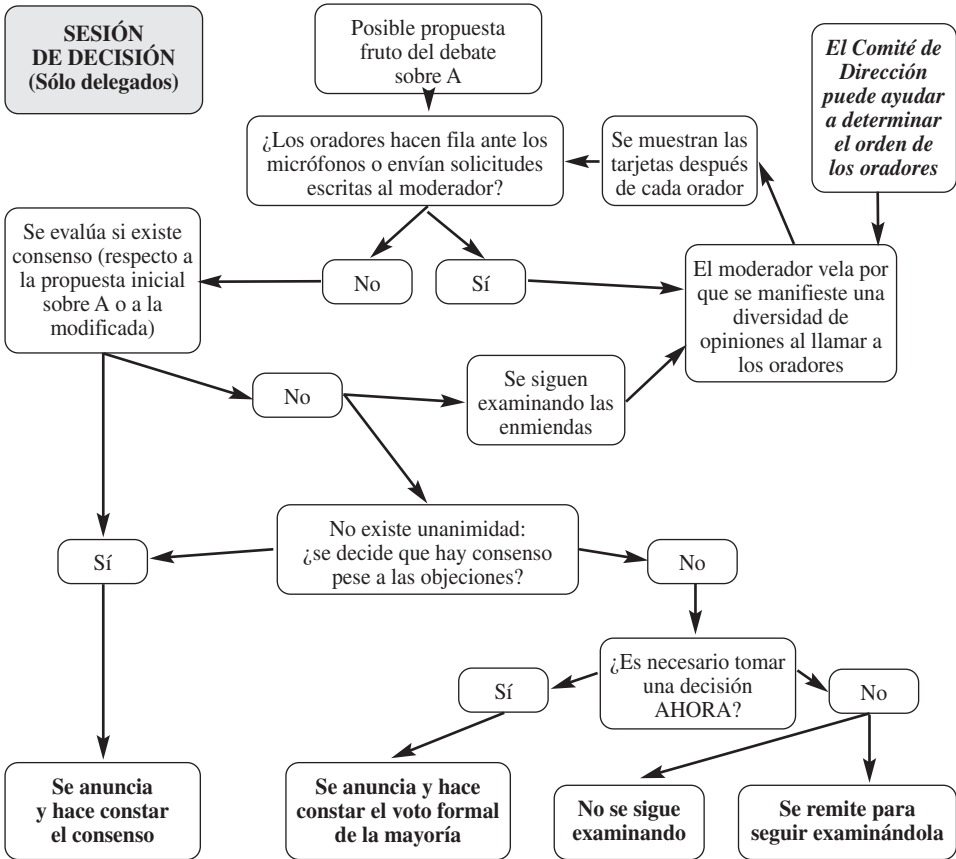 SESIÓN
DE DECISIÓN
(Sólo delegados)
Posible propuesta
fruto del debate
sobre A
El Comité de
Dirección
puede ayudar
a determinar
el orden de
los oradores
¿Los oradores hacen fila ante los
micrófonos o envían solicitudes
escritas al moderador?
Se muestran las
tarjetas después
de cada orador
Se evalúa si existe
consenso (respecto a
la propuesta inicial
sobre A o a la
modificada)
No
Sí
El moderador vela por
que se manifieste una
diversidad de
opiniones al llamar a
los oradores
No
Se siguen
examinando las
enmiendas
Sí
No existe unanimidad:
¿se decide que hay consenso
pese a las objeciones?
No
Sí
¿Es necesario tomar
una decisión
AHORA?
No
Se anuncia
y hace constar
el consenso
Se anuncia y hace
constar el voto formal
de la mayoría
No se sigue
examinando
Se remite para
seguir examinándola